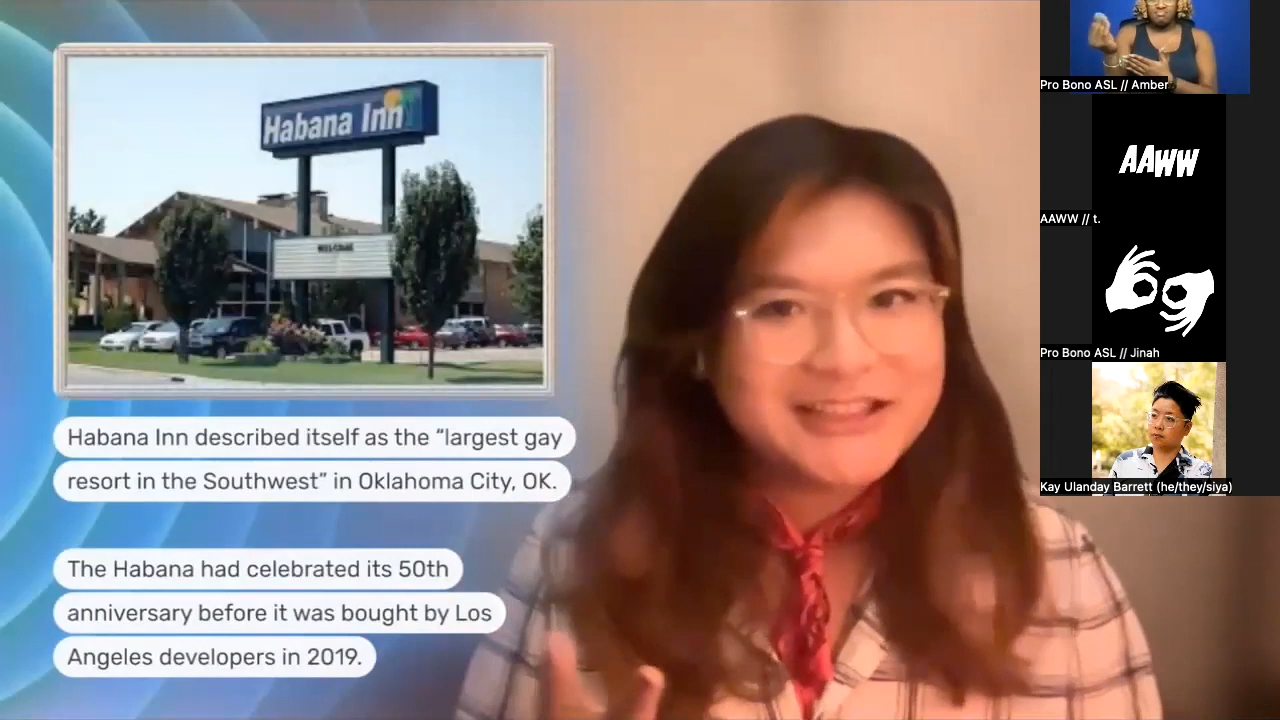 Habana Inn
WELCOME
Habana Inn described itself as the “largest gay
resort in the Southwest” in Oklahoma City, OK.
The Habana had celebrated its 50th
anniversary before it was bought by Los
Angeles developers in 2019.
Pro Bono ASL // Amber
AAWW
AAWW // t.
Pro Bono ASL // Jinah
Kay Ulanday Barrett (he/they/siya)